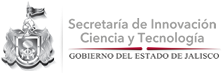 Secretaría de Innovación
Ciencia y Tecnología
GOBIERNO DEL ESTADO DE JALISCO